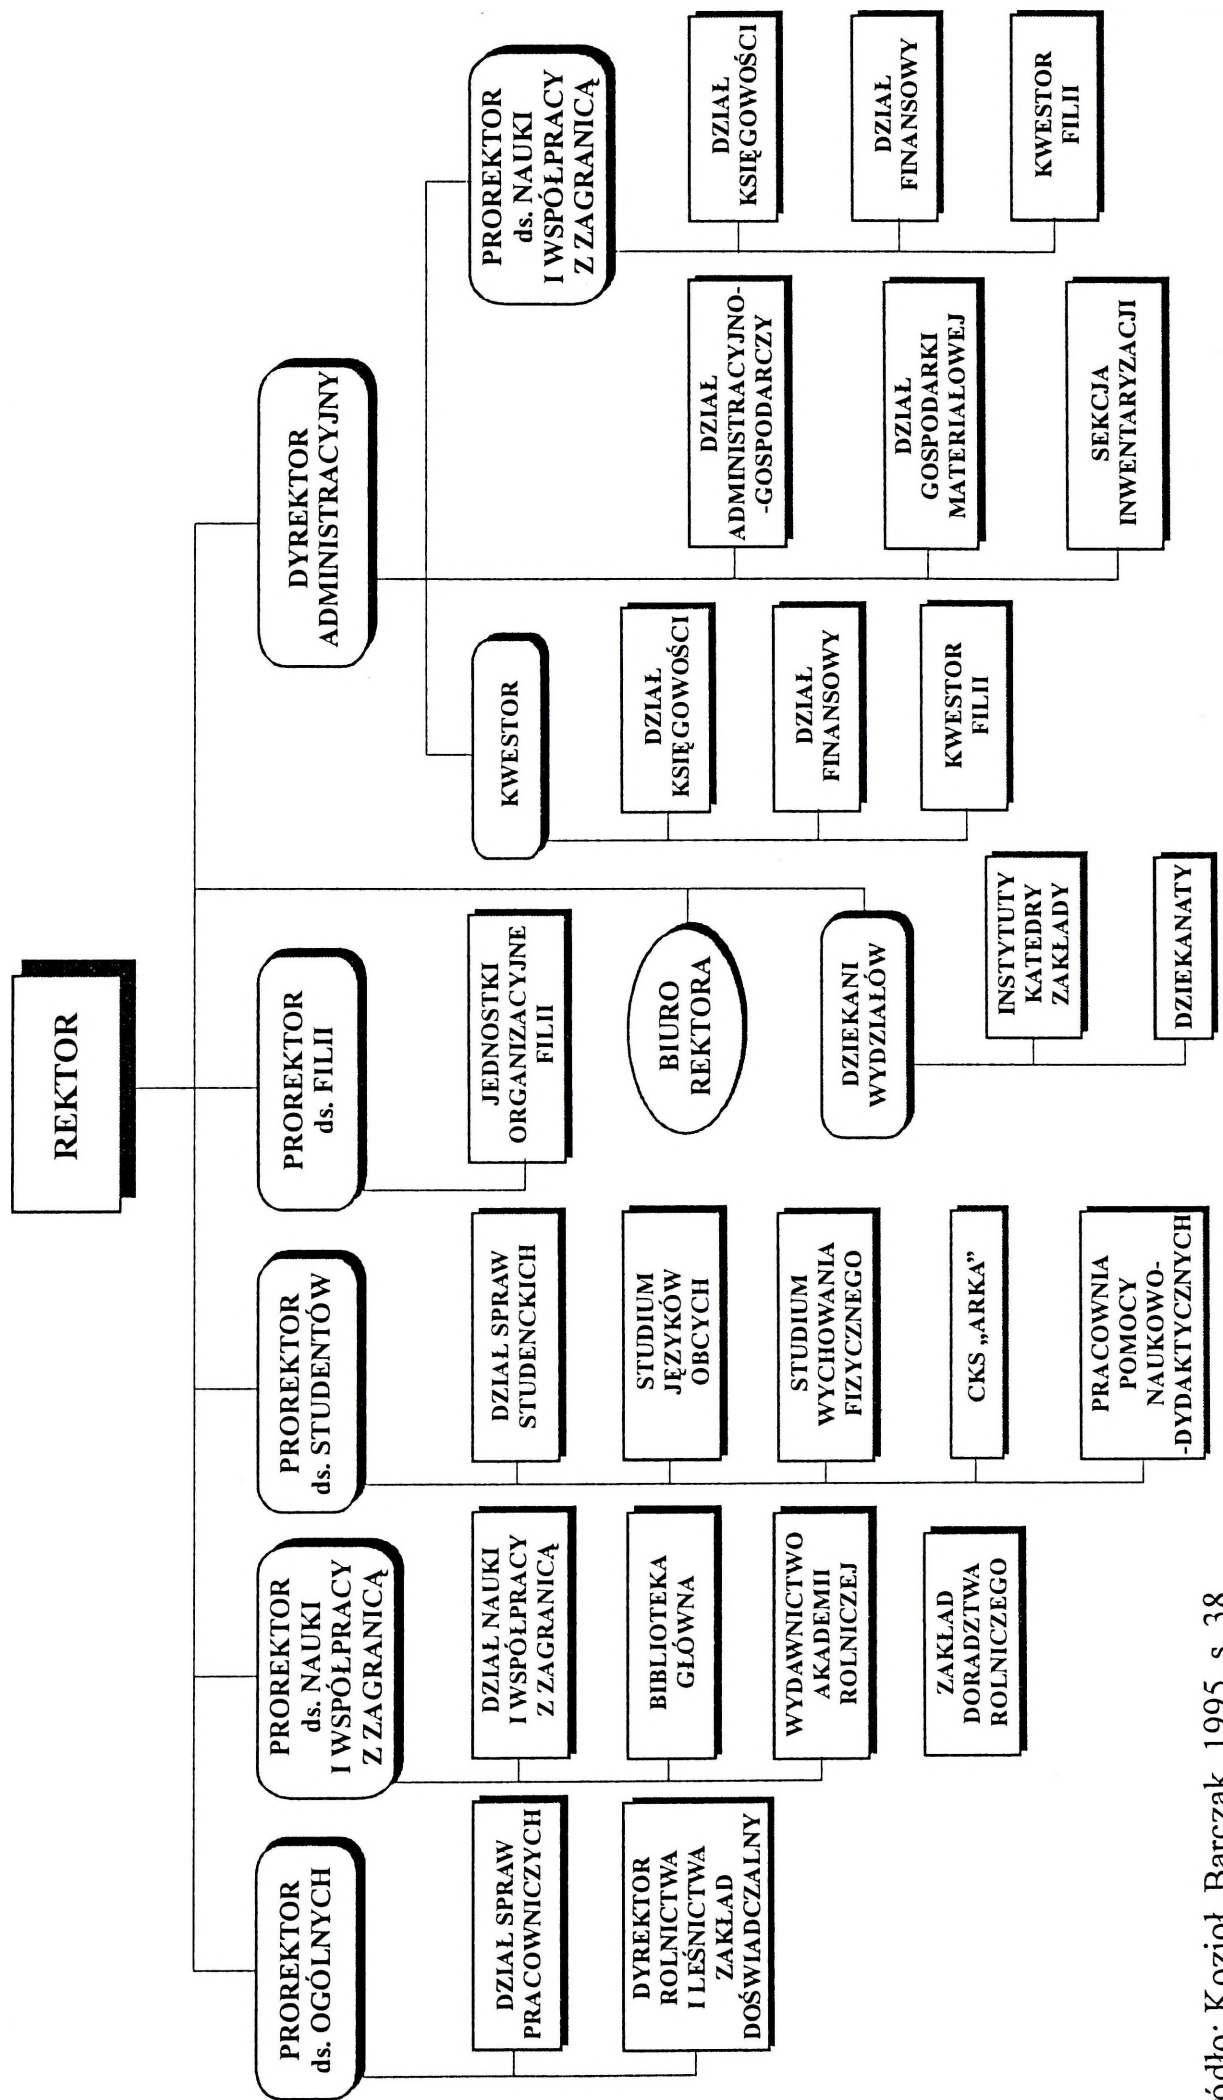 REKTOR
PROREKTOR
ds. OGÓLNYCH
DZIAŁ SPRAW
PRACOWNICZYCH
DYREKTOR
ROLNICTWA
I LEŚNICTWA
ZAKŁAD
DOŚWIADCZALNY
PROREKTOR
ds. NAUKI
I WSPÓŁPRACY
Z ZAGRANICĄ
DZIAŁ NAUKI
I WSPÓŁPRACY
Z ZAGRANICĄ
BIBLIOTEKA
GŁÓWNA
WYDAWNICTWO
AKADEMII
ROLNICZEJ
ZAKŁAD
DORADZTWA
ROLNICZEGO
PROREKTOR
ds. STUDENTÓW
DZIAŁ SPRAW
STUDENCKICH
STUDIUM
JĘZYKÓW
OBCYCH
STUDIUM
WYCHOWANIA
FIZYCZNEGO
CKS „ARKA”
PRACOWNIA
POMOCY
NAUKOWO-
-DYDAKTYCZNYCH
PROREKTOR
ds. FILII
JEDNOSTKI
ORGANIZACYJNE
FILII
BIURO
REKTORA
DZIEKANI
WYDZIAŁÓW
INSTYTUTY
KATEDRY
ZAKŁADY
DZIEKANATY
DYREKTOR
ADMINISTRACYJNY
KWESTOR
DZIAŁ
KSIĘGOWOŚCI
DZIAŁ
FINANSOWY
KWESTOR
FILII
DZIAŁ
ADMINISTRACYJNO-
-GOSPODARCZY
DZIAŁ
GOSPODARKI
MATERIAŁOWEJ
SEKCJA
INWENTARYZACJI
PROREKTOR
ds. NAUKI
I WSPÓŁPRACY
Z ZAGRANICĄ
DZIAŁ
KSIĘGOWOŚCI
DZIAŁ
FINANSOWY
KWESTOR
FILII
ódło: Kozioł, Barczak, 1995, s. 38